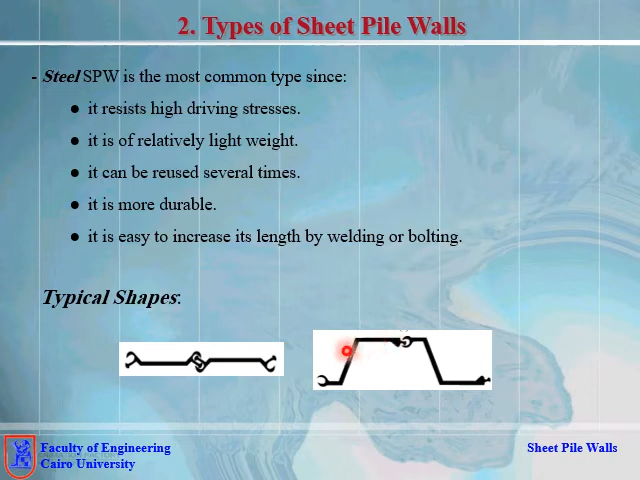 2. Types of Sheet Pile Walls
- Steel SPW is the most common type since:
● it resists high driving stresses.
● it is of relatively light weight.
● it can be reused several times.
● it is more durable.
● it is easy to increase its length by welding or bolting.
Typical Shapes:
Faculty of Engineering
Cairo University
Sheet Pile Walls